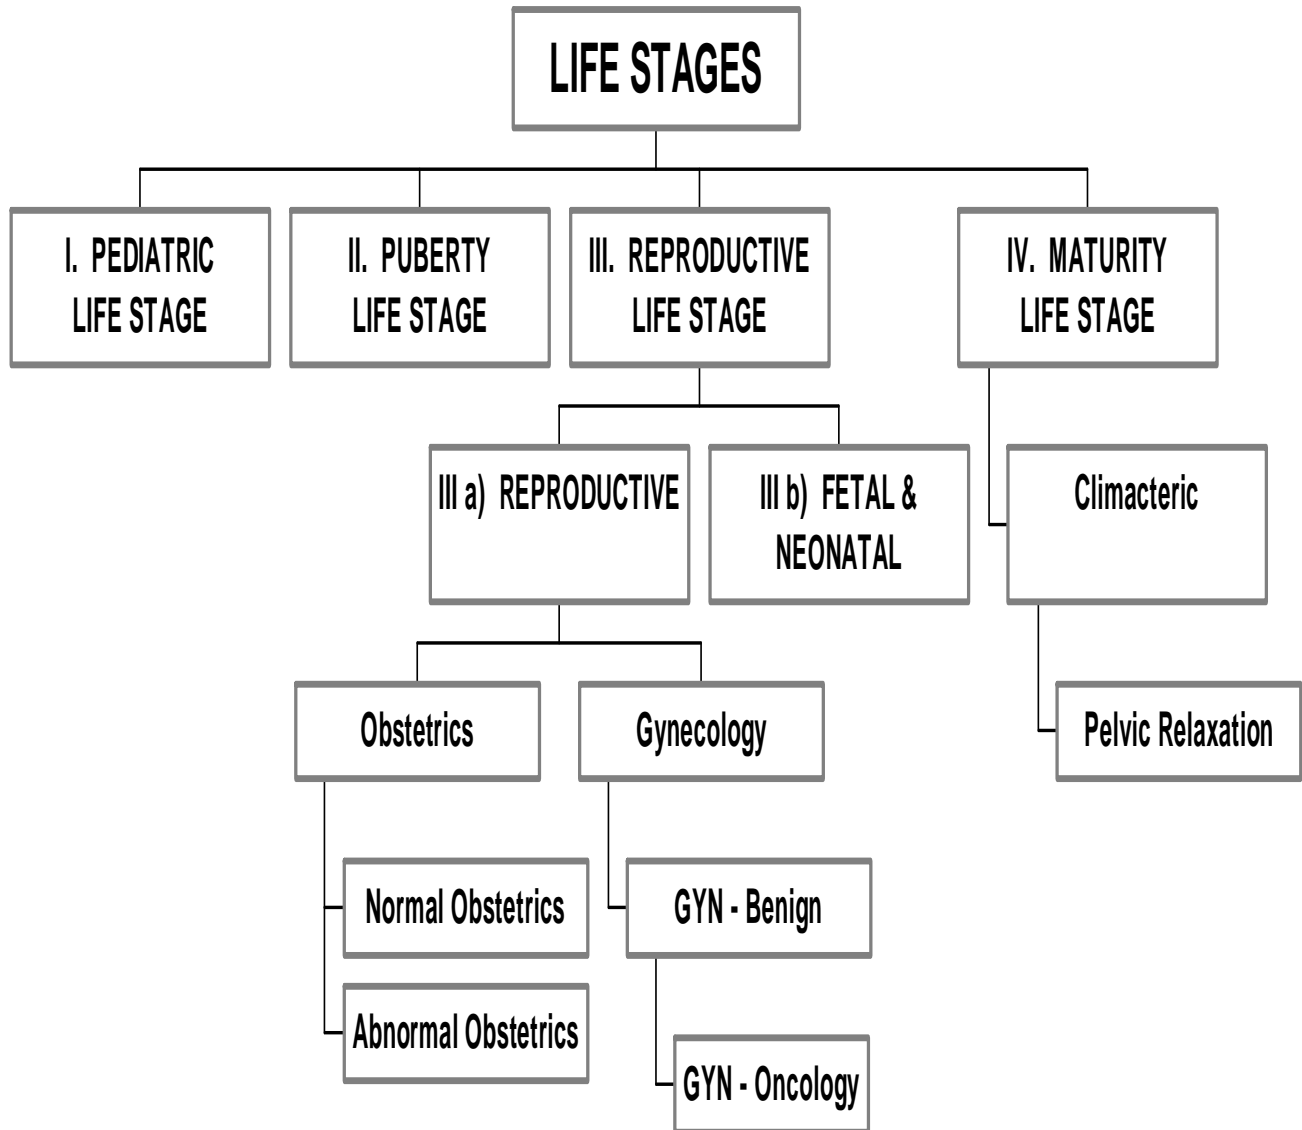 LIFE STAGES
I. PEDIATRIC
LIFE STAGE
II. PUBERTY
LIFE STAGE
III. REPRODUCTIVE
LIFE STAGE
IV. MATURITY
LIFE STAGE
III a) REPRODUCTIVE
III b) FETAL &
NEONATAL
Climacteric
Obstetrics
Gynecology
Pelvic Relaxation
Normal Obstetrics
GYN - Benign
Abnormal Obstetrics
GYN - Oncology